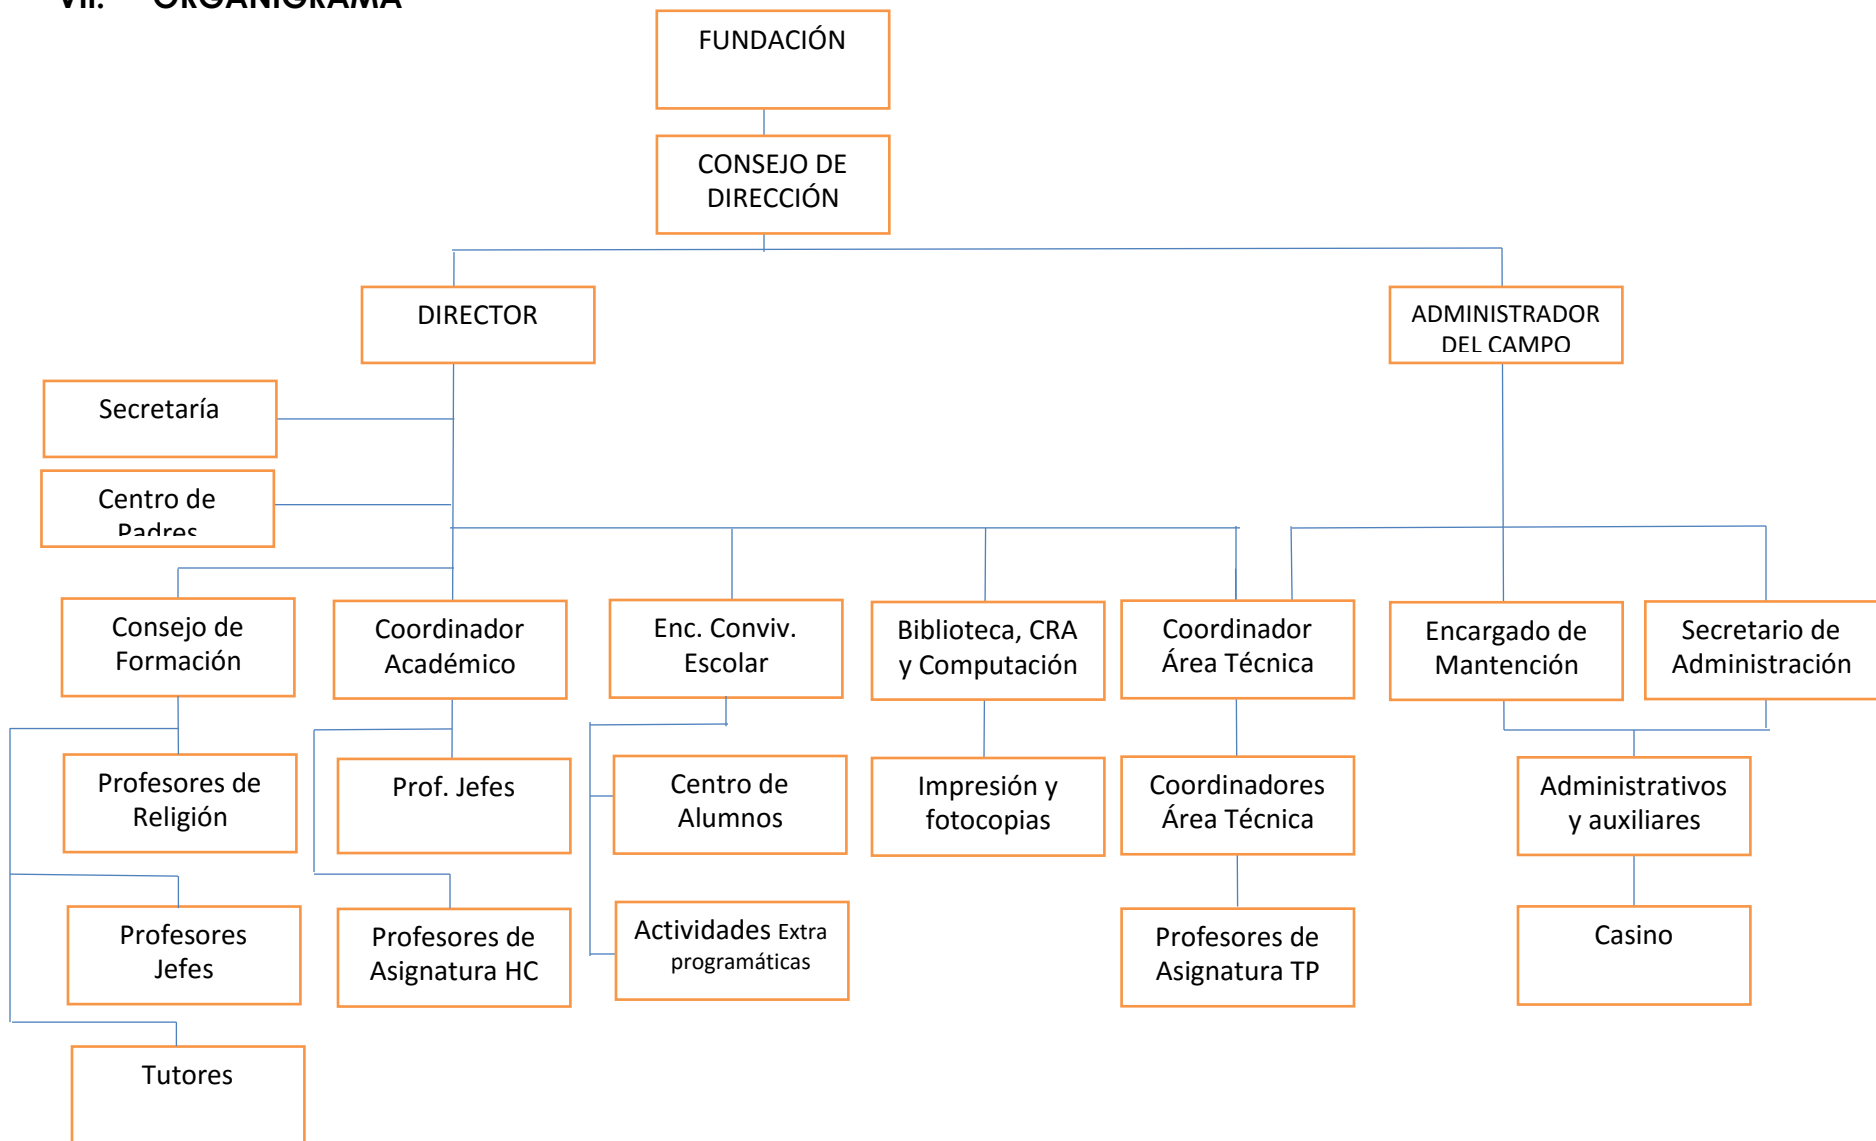 VII. ORGANIGRAMA
FUNDACIÓN
CONSEJO DE
DIRECCIÓN
DIRECTOR
ADMINISTRADOR
DEL CAMPO
Secretaría
Centro de
Padres
Consejo de
Formación
Coordinador
Académico
Enc. Conviv.
Escolar
Biblioteca, CRA
y Computación
Coordinador
Área Técnica
Encargado de
Mantención
Secretario de
Administración
Profesores de
Religión
Prof. Jefes
Centro de
Alumnos
Impresión y
fotocopias
Coordinadores
Área Técnica
Administrativos
y auxiliares
Profesores
Jefes
Profesores de
Asignatura HC
Actividades Extra
programáticas
Profesores de
Asignatura TP
Casino
Tutores